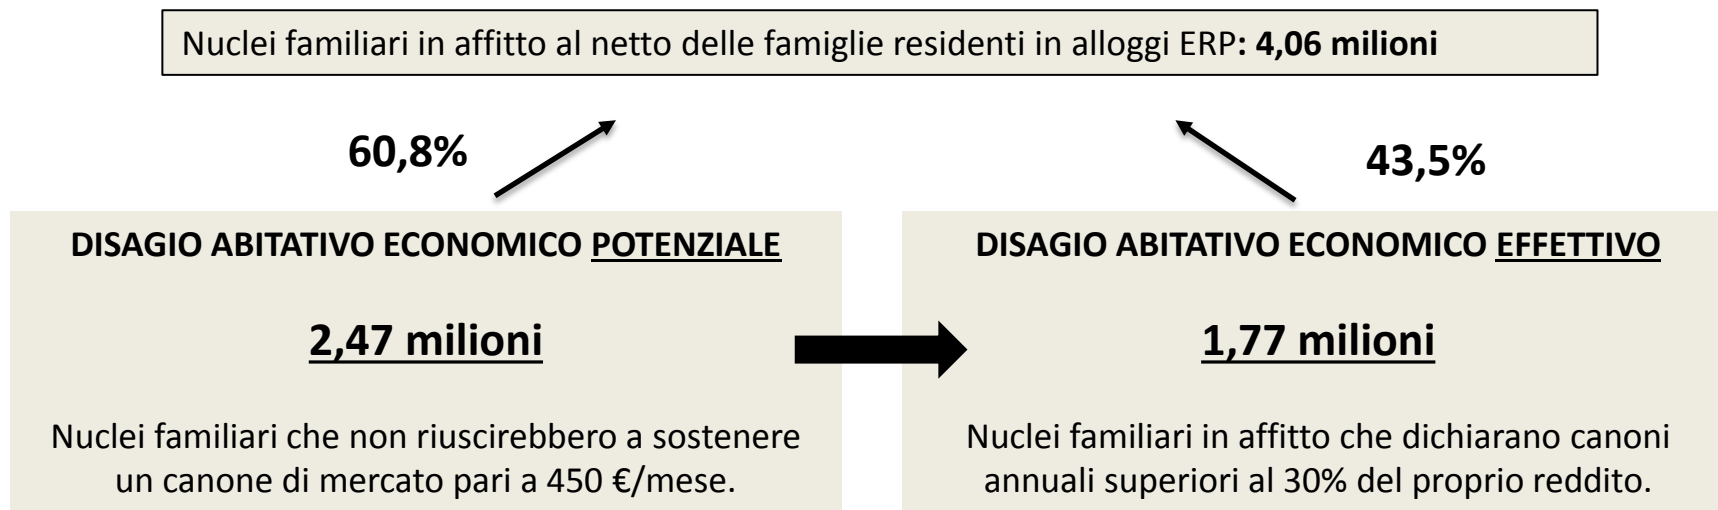 Nuclei familiari in affitto al netto delle famiglie residenti in alloggi ERP: 4,06 milioni
60,8%
43,5%
DISAGIO ABITATIVO ECONOMICO POTENZIALE
2,47 milioni
Nuclei familiari che non riuscirebbero a sostenere
un canone di mercato pari a 450 €/mese.
DISAGIO ABITATIVO ECONOMICO EFFETTIVO
1,77 milioni
Nuclei familiari in affitto che dichiarano canoni
annuali superiori al 30% del proprio reddito.